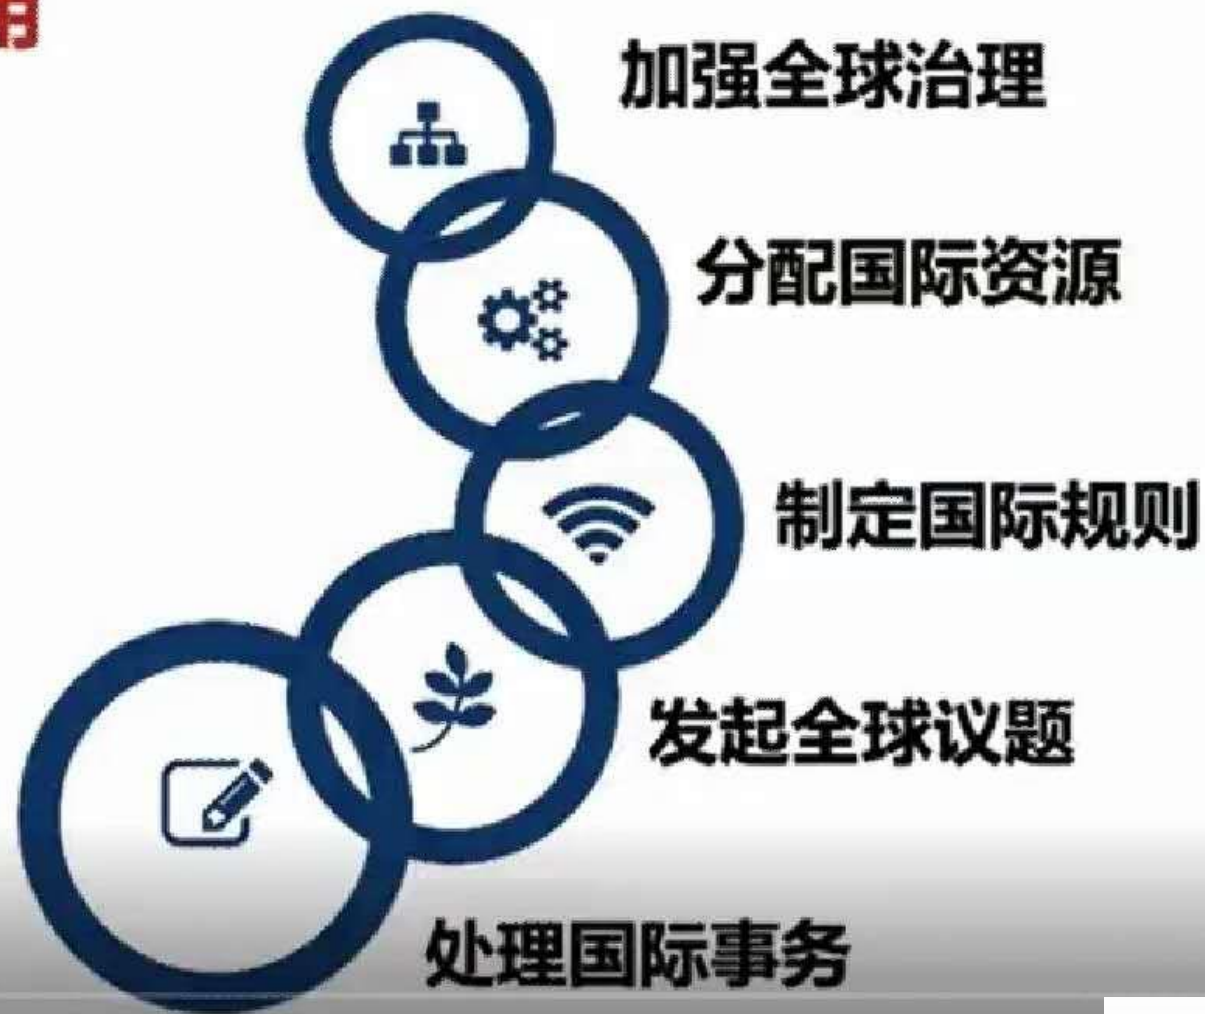 加强全球治理
分配国际资源
制定国际规则
发起全球议题
处理国际事务